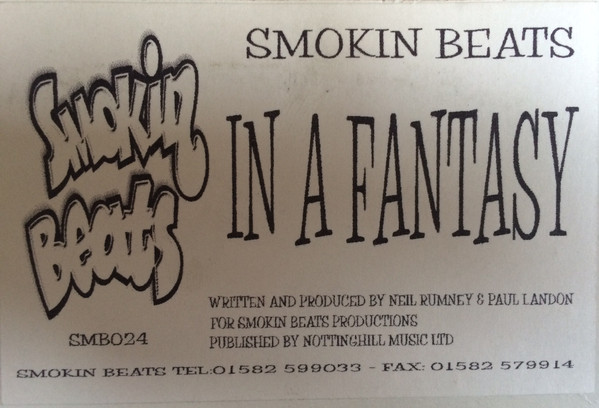 SMOKIN BEATS
Smokin
Beats
IN A FANTASY
WRITTEN AND PRODUCED BY NEIL RUMNEY & PAUL LANDON
FOR SMOKIN BEATS PRODUCTIONS
PUBLISHED BY NOTTINGHILL MUSIC LTD
SMB024
SMOKIN BEATS TEL:01582 599033 - FAX: 01582 579914